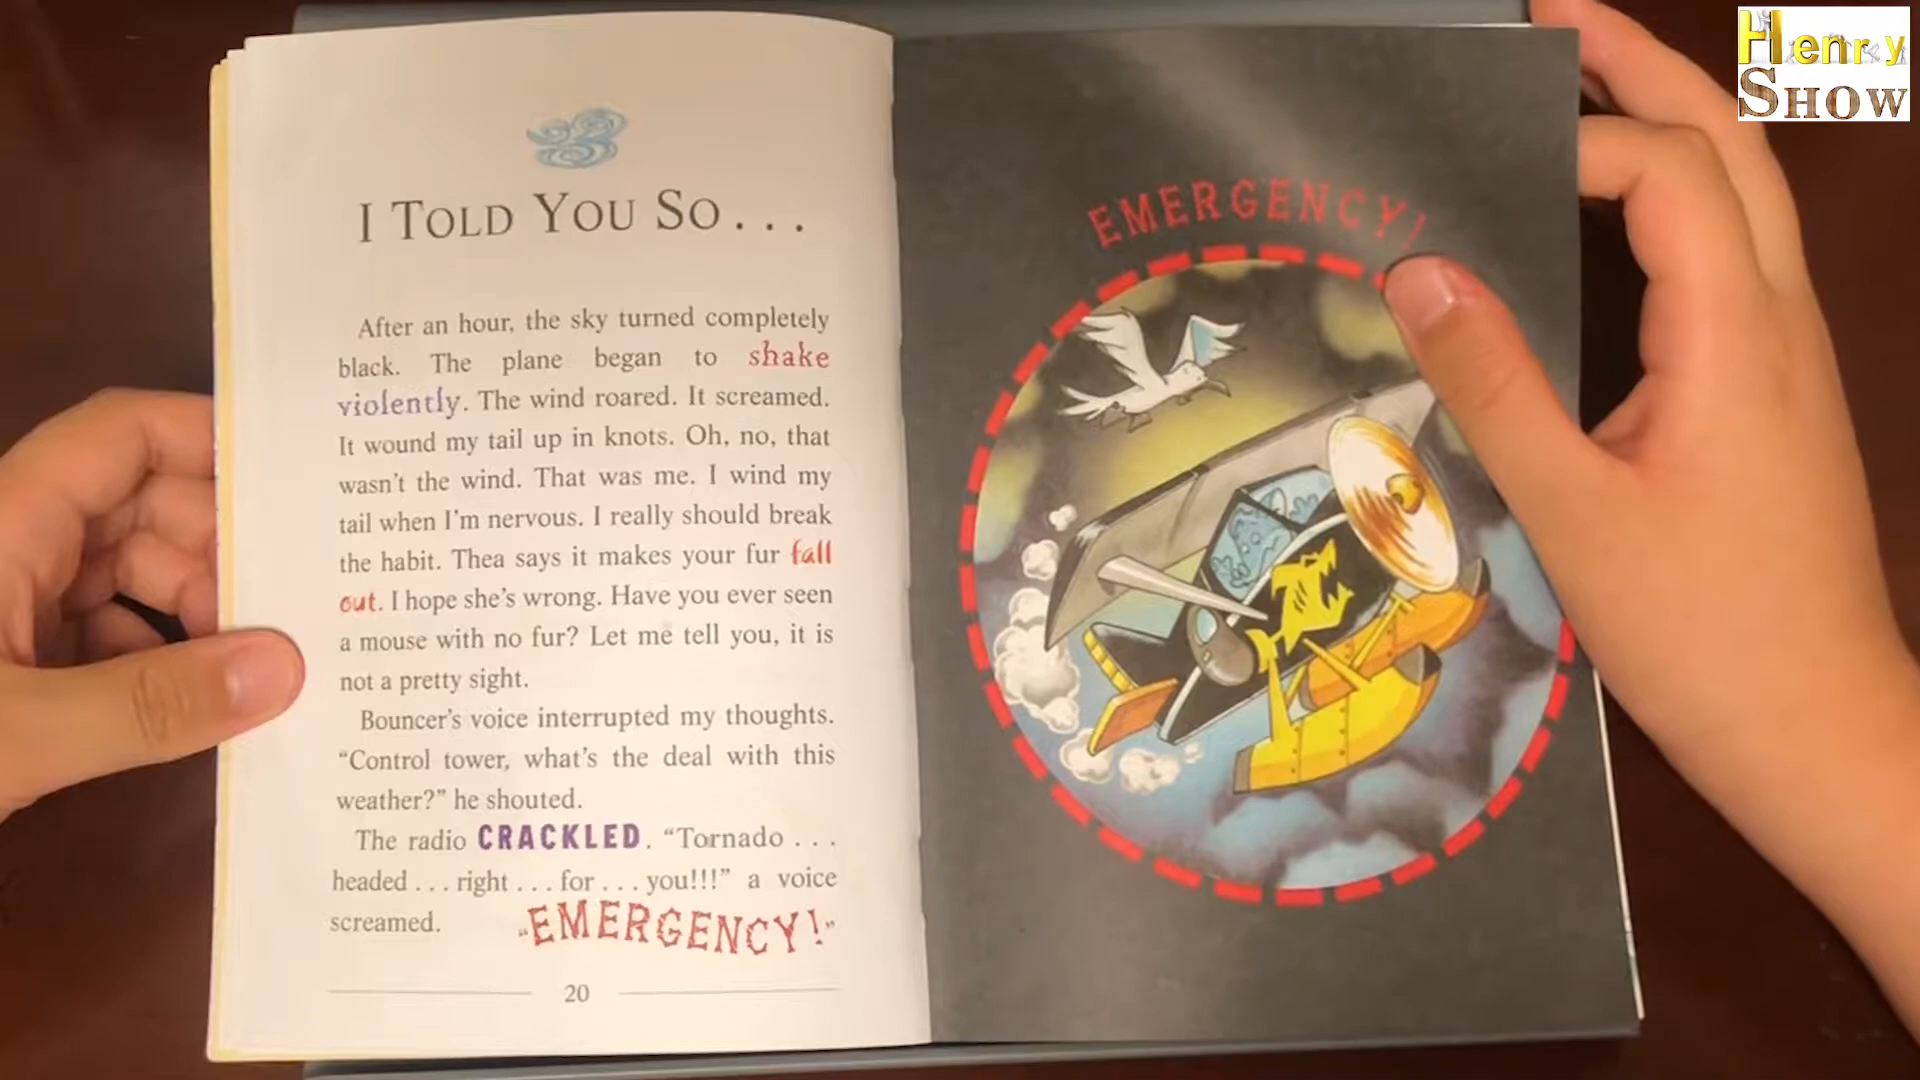 Henry
SHOW
I TOLD YOU SO . . .
After an hour, the sky turned completely
black. The plane began to shake
violently. The wind roared. It screamed.
It wound my tail up in knots. Oh, no, that
wasn't the wind. That was me. I wind my
tail when I'm nervous. I really should break
the habit. Thea says it makes your fur fall
out. I hope she's wrong. Have you ever seen
a mouse with no fur? Let me tell you, it is
not a pretty sight.
Bouncer's voice interrupted my thoughts.
“Control tower, what's the deal with this
weather?” he shouted.
The radio CRACKLED. “Tornado . . .
headed . . . right . . . for . . . you!!!” a voice
screamed. “EMERGENCY!”
20
EMERGENCY!